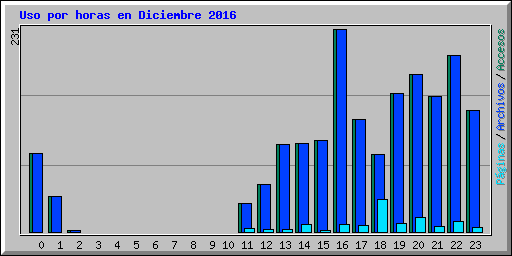 Uso por horas en Diciembre 2016
231
Páginas / Archivos / Accesos
0 1 2 3 4 5 6 7 8 9 10 11 12 13 14 15 16 17 18 19 20 21 22 23